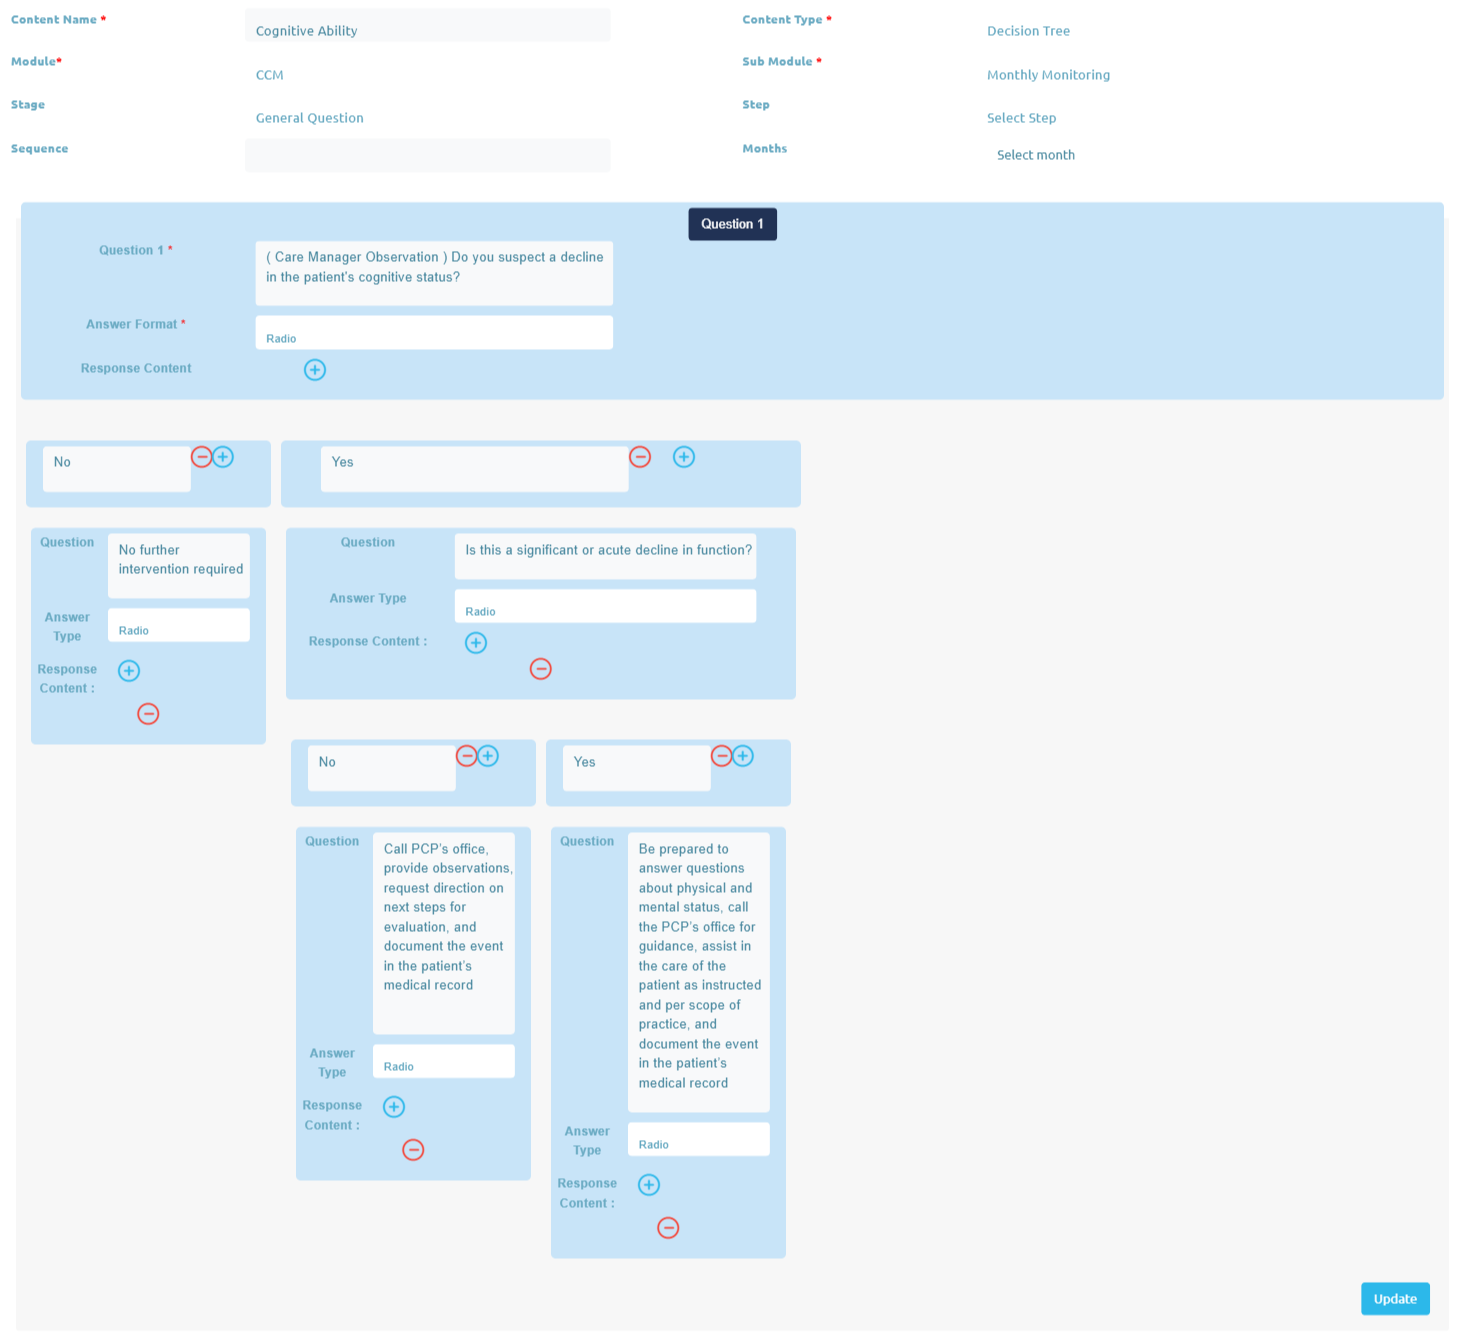 Content Name *
Cognitive Ability
Content Type *
Decision Tree
Module*
CCM
Sub Module *
Monthly Monitoring
Stage
General Question
Step
Select Step
Sequence
Months
Select month
Question 1
Question 1 *
( Care Manager Observation ) Do you suspect a decline
in the patient's cognitive status?
Answer Format *
Radio
Response Content
No
Yes
Question
No further
intervention required
Answer
Type
Radio
Response
Content :
Question
Is this a significant or acute decline in function?
Answer Type
Radio
Response Content :
No
Yes
Question
Call PCP's office,
provide observations,
request direction on
next steps for
evaluation, and
document the event
in the patient's
medical record
Answer
Type
Radio
Response
Content :
Question
Be prepared to
answer questions
about physical and
mental status, call
the PCP's office for
guidance, assist in
the care of the
patient as instructed
and per scope of
practice, and
document the event
in the patient's
medical record
Answer
Type
Radio
Response
Content :
Update